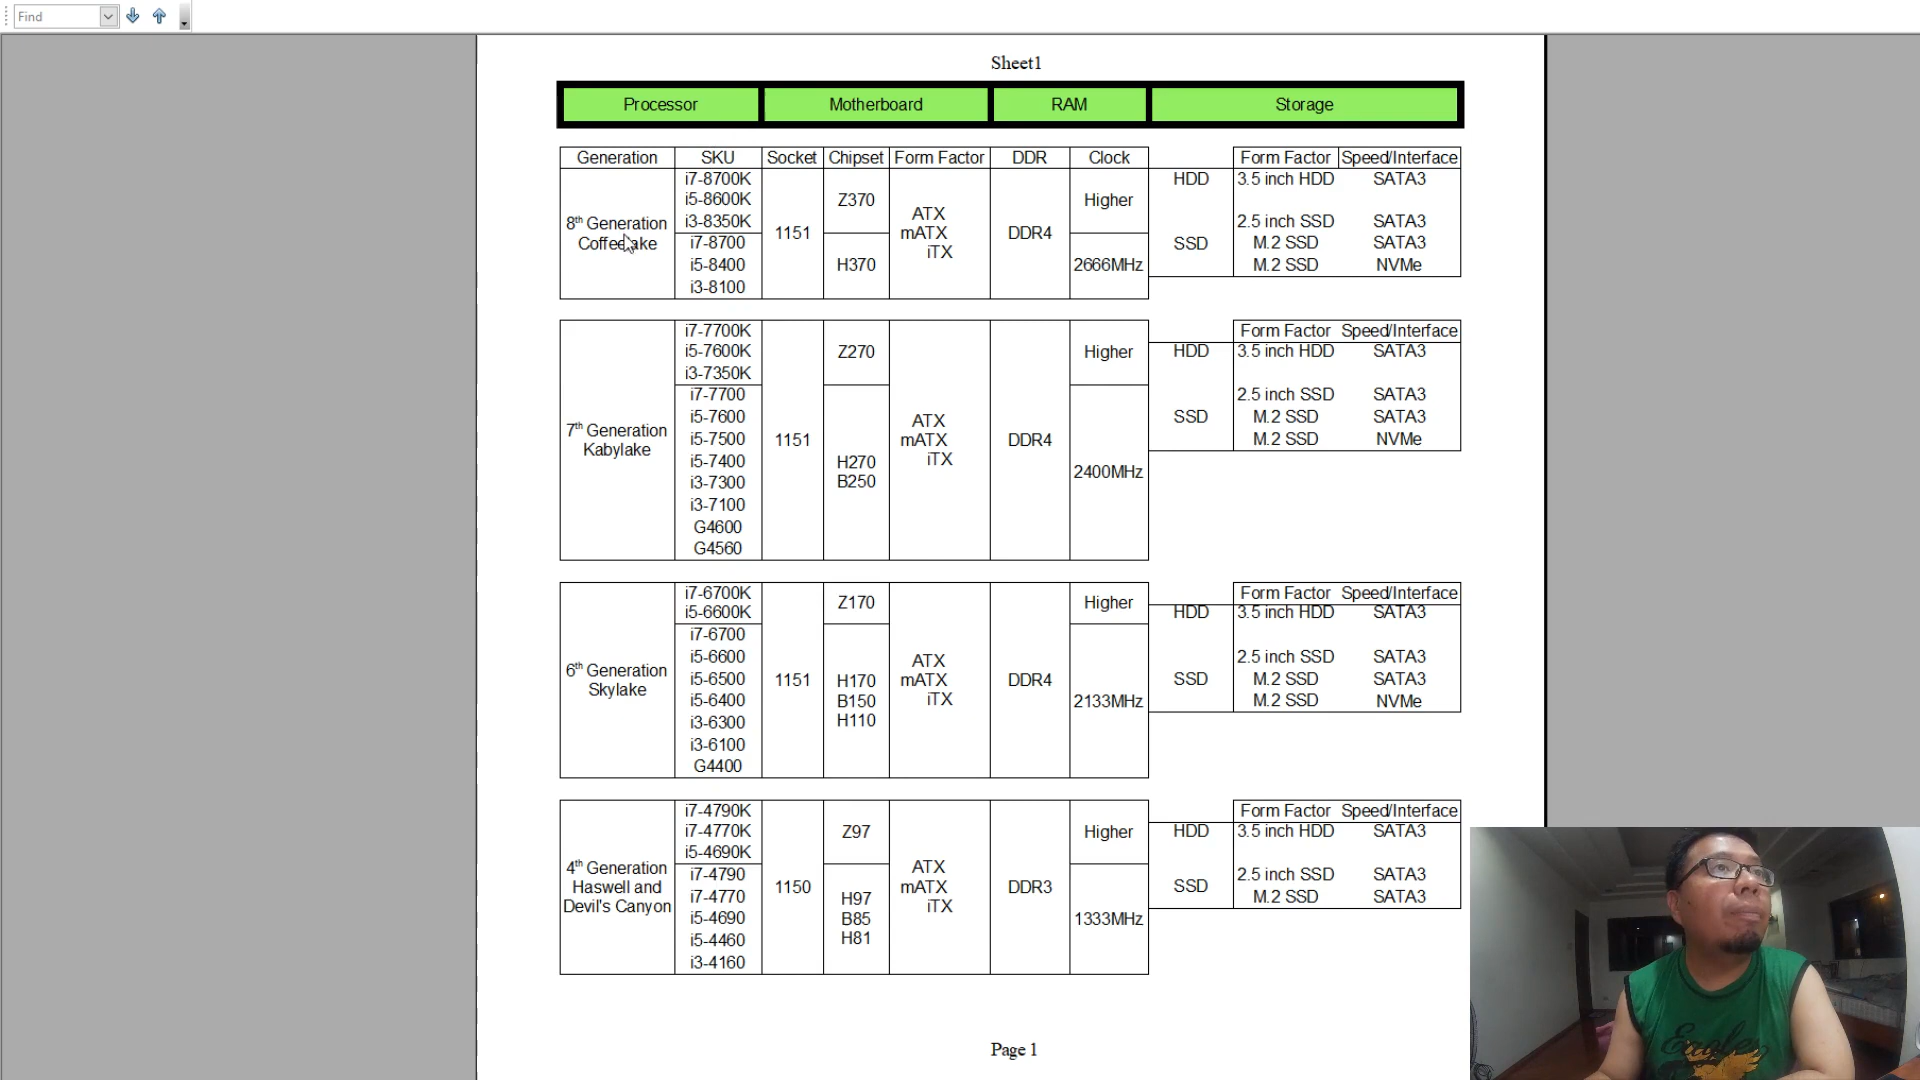 Find
Sheet1
Processor Motherboard RAM Storage
Generation SKU Socket Chipset Form Factor DDR Clock Form Factor Speed/Interface
8th Generation
Coffeelake
i7-8700K
i5-8600K
i3-8350K
i7-8700
i5-8400
i3-8100
1151
Z370
H370
ATX
mATX
iTX
DDR4
Higher
2666MHz
HDD 3.5 inch HDD SATA3
2.5 inch SSD SATA3
SSD M.2 SSD SATA3
M.2 SSD NVMe
7th Generation
Kabylake
i7-7700K
i5-7600K
i3-7350K
i7-7700
i5-7600
i5-7500
i5-7400
i3-7300
i3-7100
G4600
G4560
1151
Z270
H270
B250
ATX
mATX
iTX
DDR4
Higher
2400MHz
Form Factor Speed/Interface
HDD 3.5 inch HDD SATA3
2.5 inch SSD SATA3
SSD M.2 SSD SATA3
M.2 SSD NVMe
6th Generation
Skylake
i7-6700K
i5-6600K
i7-6700
i5-6600
i5-6500
i5-6400
i3-6300
i3-6100
G4400
1151
Z170
H170
B150
H110
ATX
mATX
iTX
DDR4
Higher
2133MHz
Form Factor Speed/Interface
HDD 3.5 inch HDD SATA3
2.5 inch SSD SATA3
SSD M.2 SSD SATA3
M.2 SSD NVMe
4th Generation
Haswell and
Devil's Canyon
i7-4790K
i7-4770K
i5-4690K
i7-4790
i7-4770
i5-4690
i5-4460
i3-4160
1150
Z97
H97
B85
H81
ATX
mATX
iTX
DDR3
Higher
1333MHz
Form Factor Speed/Interface
HDD 3.5 inch HDD SATA3
2.5 inch SSD SATA3
SSD M.2 SSD SATA3
Page 1
Eagles